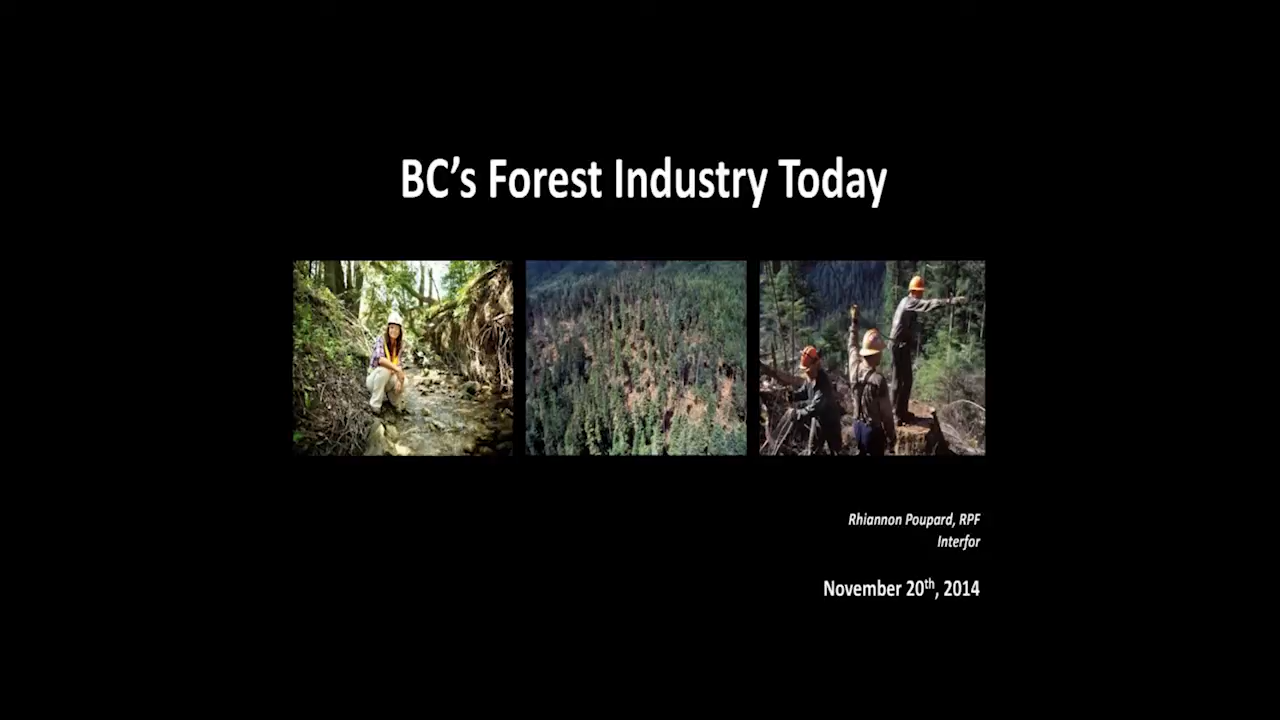 BC’s Forest Industry Today
Rhiannon Poupard, RPF
Interfor
November 20th, 2014